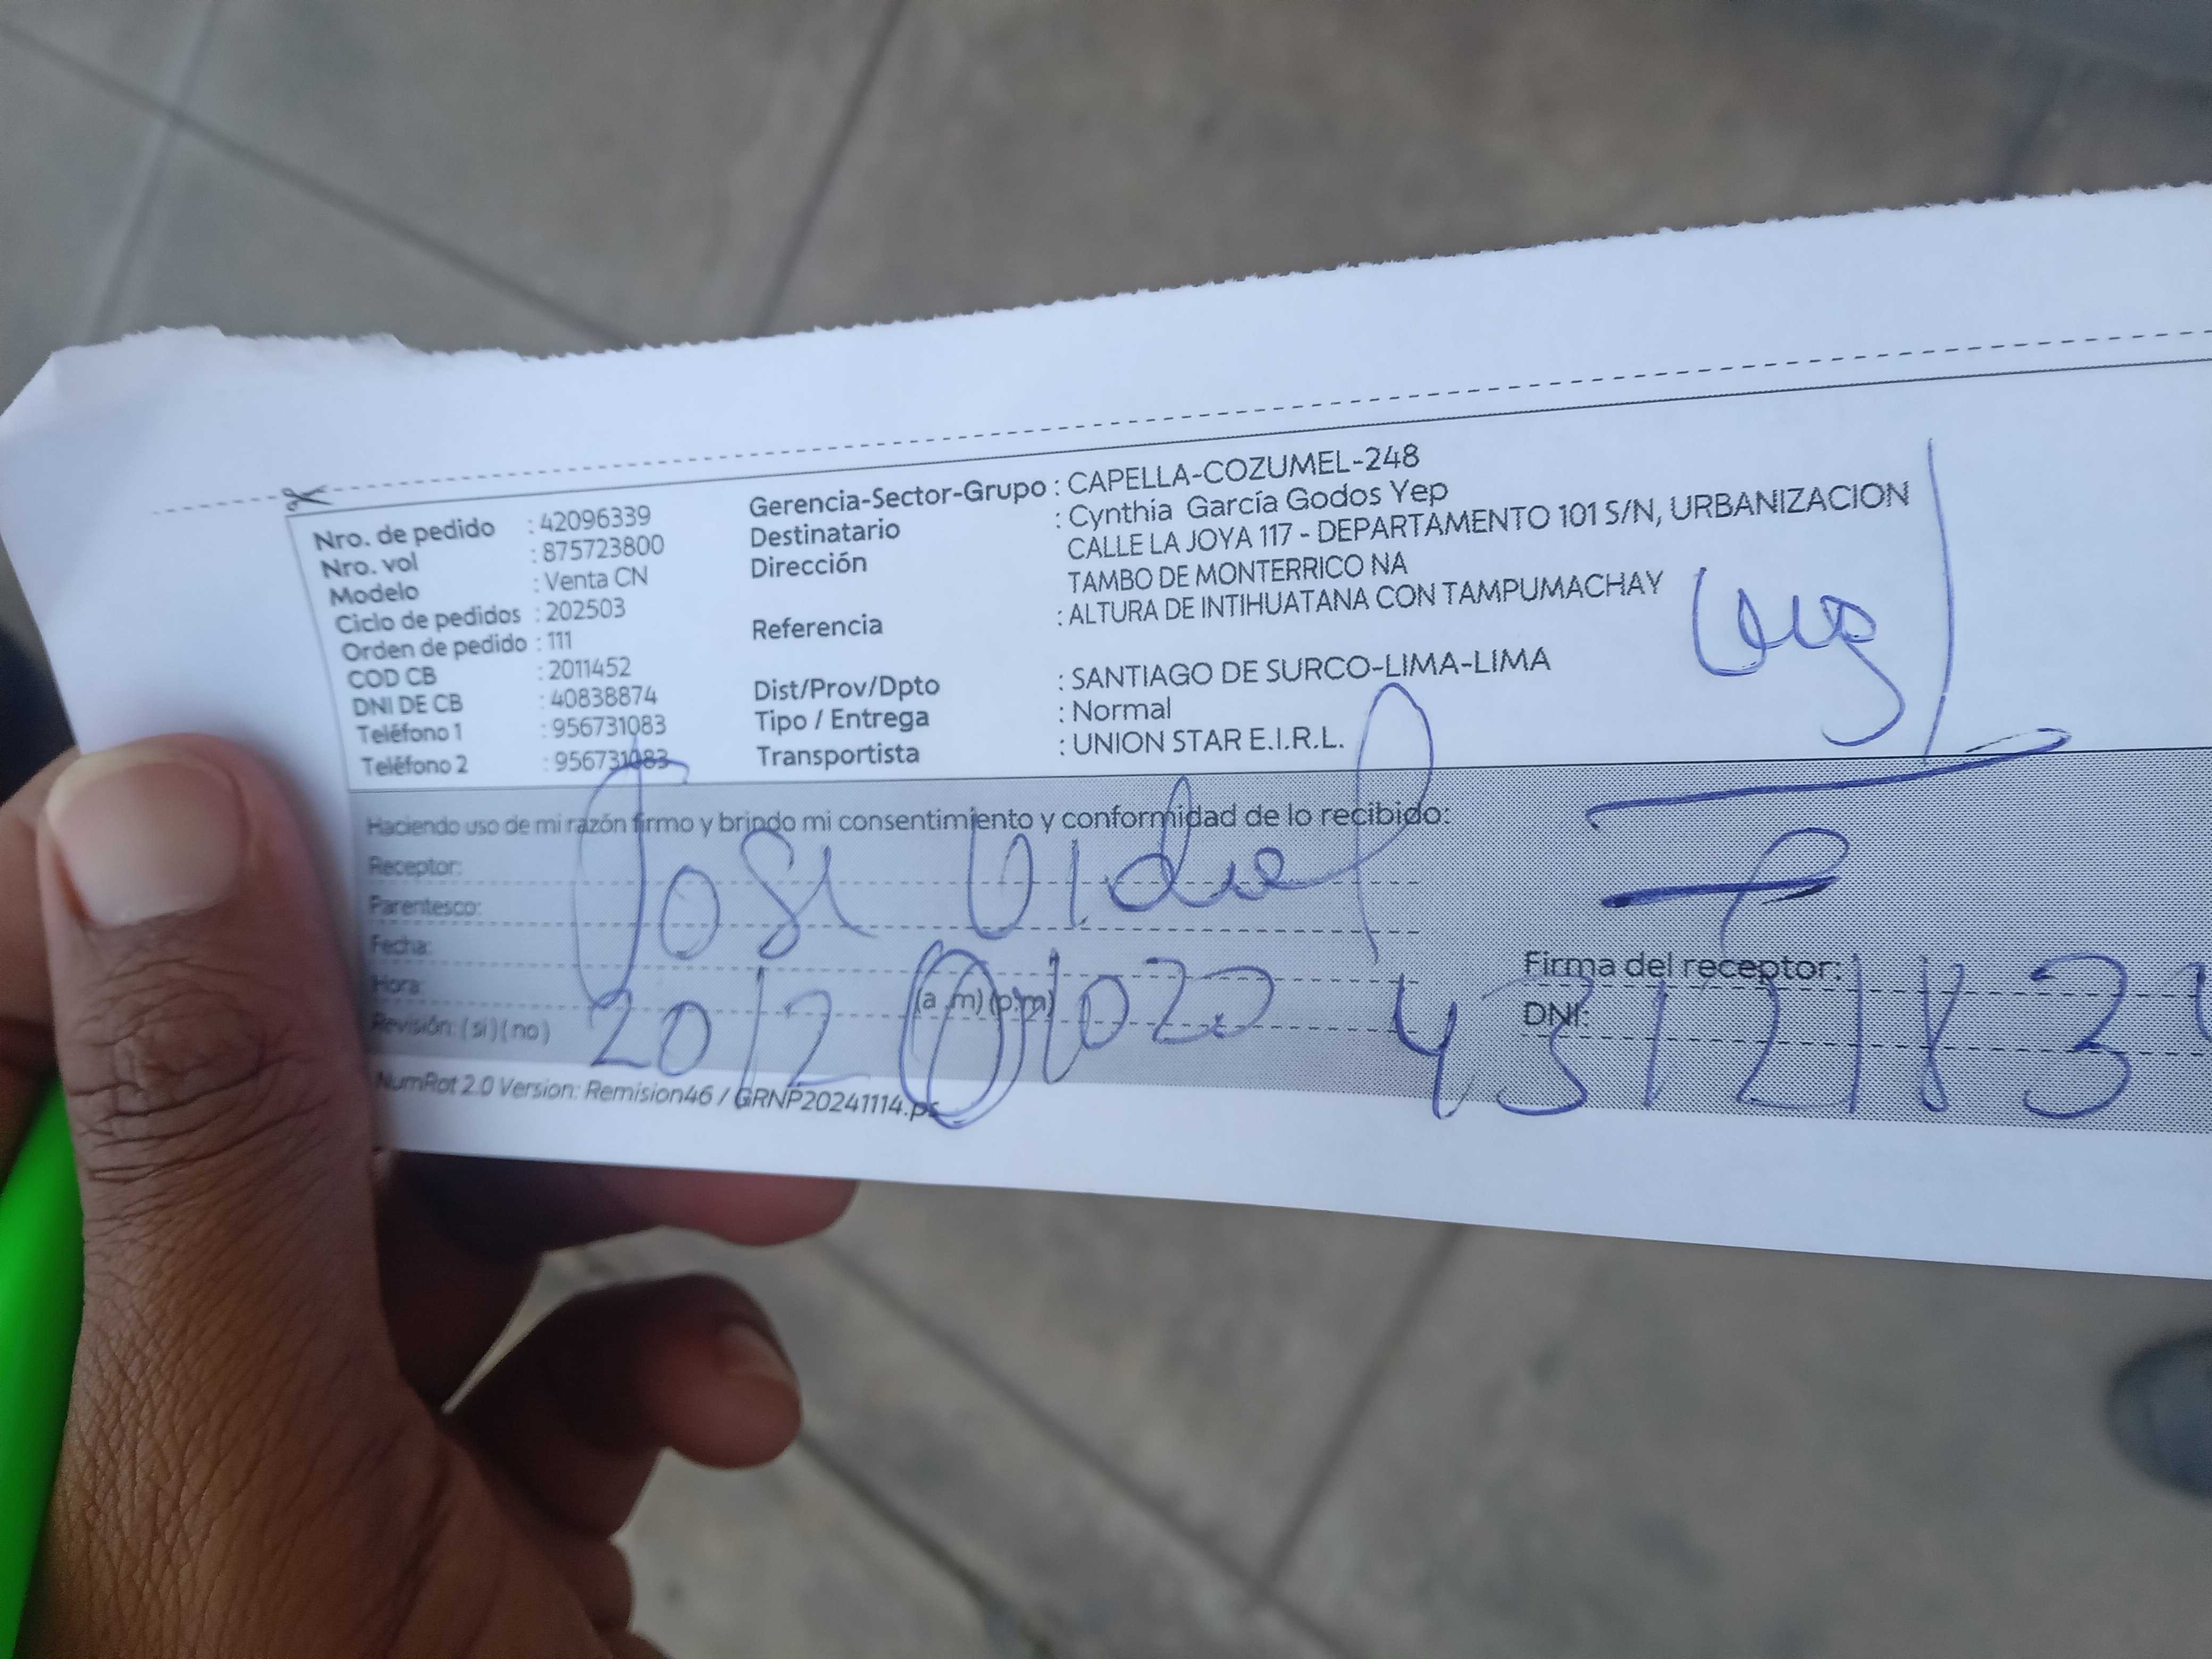 Nro. de pedido : 42096339
Nro. vol : 875723800
Modelo : Venta CN
Ciclo de pedidos : 202503
Orden de pedido : 111
COD CB : 2011452
DNI DE CB : 40838874
Teléfono 1 : 956731083
Teléfono 2 : 956731083
Gerencia-Sector-Grupo : CAPELLA-COZUMEL-248
Destinatario : Cynthia García Godos Yep
Dirección CALLE LA JOYA 117 - DEPARTAMENTO 101 S/N, URBANIZACION
TAMBO DE MONTERRICO NA
Referencia : ALTURA DE INTIHUATANA CON TAMPUMACHAY
Dist/Prov/Dpto : SANTIAGO DE SURCO-LIMA-LIMA
Tipo / Entrega : Normal
Transportista : UNION STAR E.I.R.L.
Haciendo uso de mi razón firmo y brindo mi consentimiento y conformidad de lo recibido:
Receptor:
Parentesco:
Jose
Fecha:
Hora: (a .m) (p.m)
Revisión: ( si ) ( no )
Firma del receptor:
DNI:
NumRot 2.0 Version: Remision46 / GRNP20241114.ps